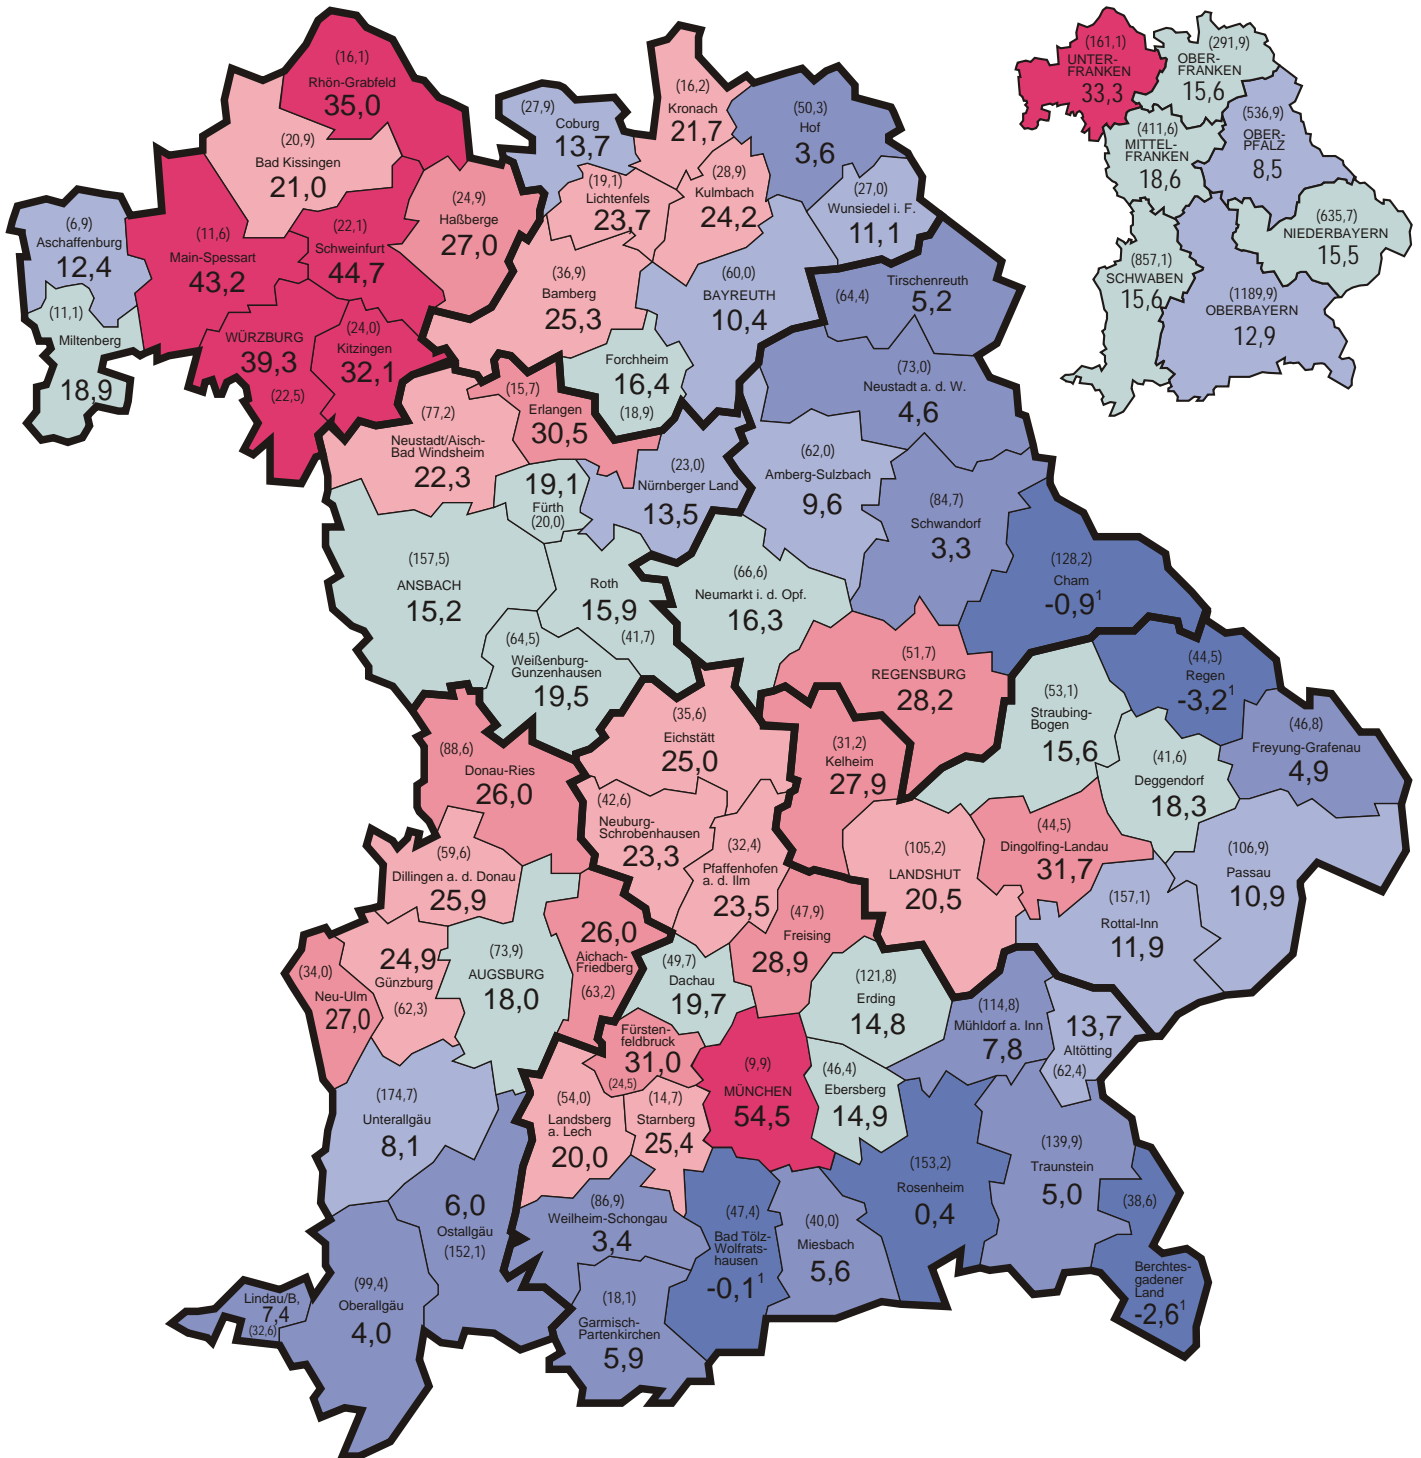 (16,1)
Rhön-Grabfeld
35,0
(20,9)
Bad Kissingen
21,0
(27,9)
Coburg
13,7
(16,2)
Kronach
21,7
(50,3)
Hof
3,6
(161,1)
UNTER-
FRANKEN
33,3
(291,9)
OBER-
FRANKEN
15,6
(411,6)
MITTEL-
FRANKEN
18,6
(536,9)
OBER-
PFALZ
8,5
(635,7)
NIEDERBAYERN
15,5
(857,1)
SCHWABEN
15,6
(1189,9)
OBERBAYERN
12,9
(6,9)
Aschaffenburg
12,4
(11,6)
Main-Spessart
43,2
(22,1)
Schweinfurt
44,7
(24,9)
Haßberge
27,0
(19,1)
Lichtenfels
23,7
(28,9)
Kulmbach
24,2
(27,0)
Wunsiedel i. F.
11,1
(11,1)
Miltenberg
18,9
WÜRZBURG
39,3
(22,5)
(24,0)
Kitzingen
32,1
(36,9)
Bamberg
25,3
(60,0)
BAYREUTH
10,4
(64,4)
Tirschenreuth
5,2
Forchheim
16,4
(18,9)
(73,0)
Neustadt a. d. W.
4,6
(77,2)
Neustadt/Aisch-
Bad Windsheim
22,3
(15,7)
Erlangen
30,5
19,1
Fürth
(20,0)
(23,0)
Nürnberger Land
13,5
(62,0)
Amberg-Sulzbach
9,6
(84,7)
Schwandorf
3,3
(128,2)
Cham
-0,9¹
(157,5)
ANSBACH
15,2
Roth
15,9
(41,7)
(66,6)
Neumarkt i. d. Opf.
16,3
(64,5)
Weißenburg-
Gunzenhausen
19,5
(51,7)
REGENSBURG
28,2
(44,5)
Regen
-3,2¹
(53,1)
Straubing-
Bogen
15,6
(46,8)
Freyung-Grafenau
4,9
(41,6)
Deggendorf
18,3
(88,6)
Donau-Ries
26,0
(35,6)
Eichstätt
25,0
(31,2)
Kelheim
27,9
(42,6)
Neuburg-
Schrobenhausen
23,3
(32,4)
Pfaffenhofen
a. d. Ilm
23,5
(59,6)
Dillingen a. d. Donau
25,9
(105,2)
LANDSHUT
20,5
(44,5)
Dingolfing-Landau
31,7
(106,9)
Passau
10,9
(157,1)
Rottal-Inn
11,9
(34,0)
Neu-Ulm
27,0
24,9
Günzburg
(62,3)
(73,9)
AUGSBURG
18,0
26,0
Aichach-
Friedberg
(63,2)
(49,7)
Dachau
19,7
(47,9)
Freising
28,9
(121,8)
Erding
14,8
(114,8)
Mühldorf a. Inn
7,8
13,7
Altötting
(62,4)
Fürsten-
feldbruck
31,0
(24,5)
(9,9)
MÜNCHEN
54,5
(46,4)
Ebersberg
14,9
(174,7)
Unterallgäu
8,1
(54,0)
Landsberg
a. Lech
20,0
(14,7)
Starnberg
25,4
(153,2)
Rosenheim
0,4
(139,9)
Traunstein
5,0
(38,6)
Berchtes-
gadener
Land
-2,6¹
6,0
Ostallgäu
(152,1)
(86,9)
Weilheim-Schongau
3,4
(47,4)
Bad Tölz-
Wolfrats-
hausen
-0,1¹
(40,0)
Miesbach
5,6
Lindau/B,
7,4
(32,6)
(99,4)
Oberallgäu
4,0
(18,1)
Garmisch-
Partenkirchen
5,9